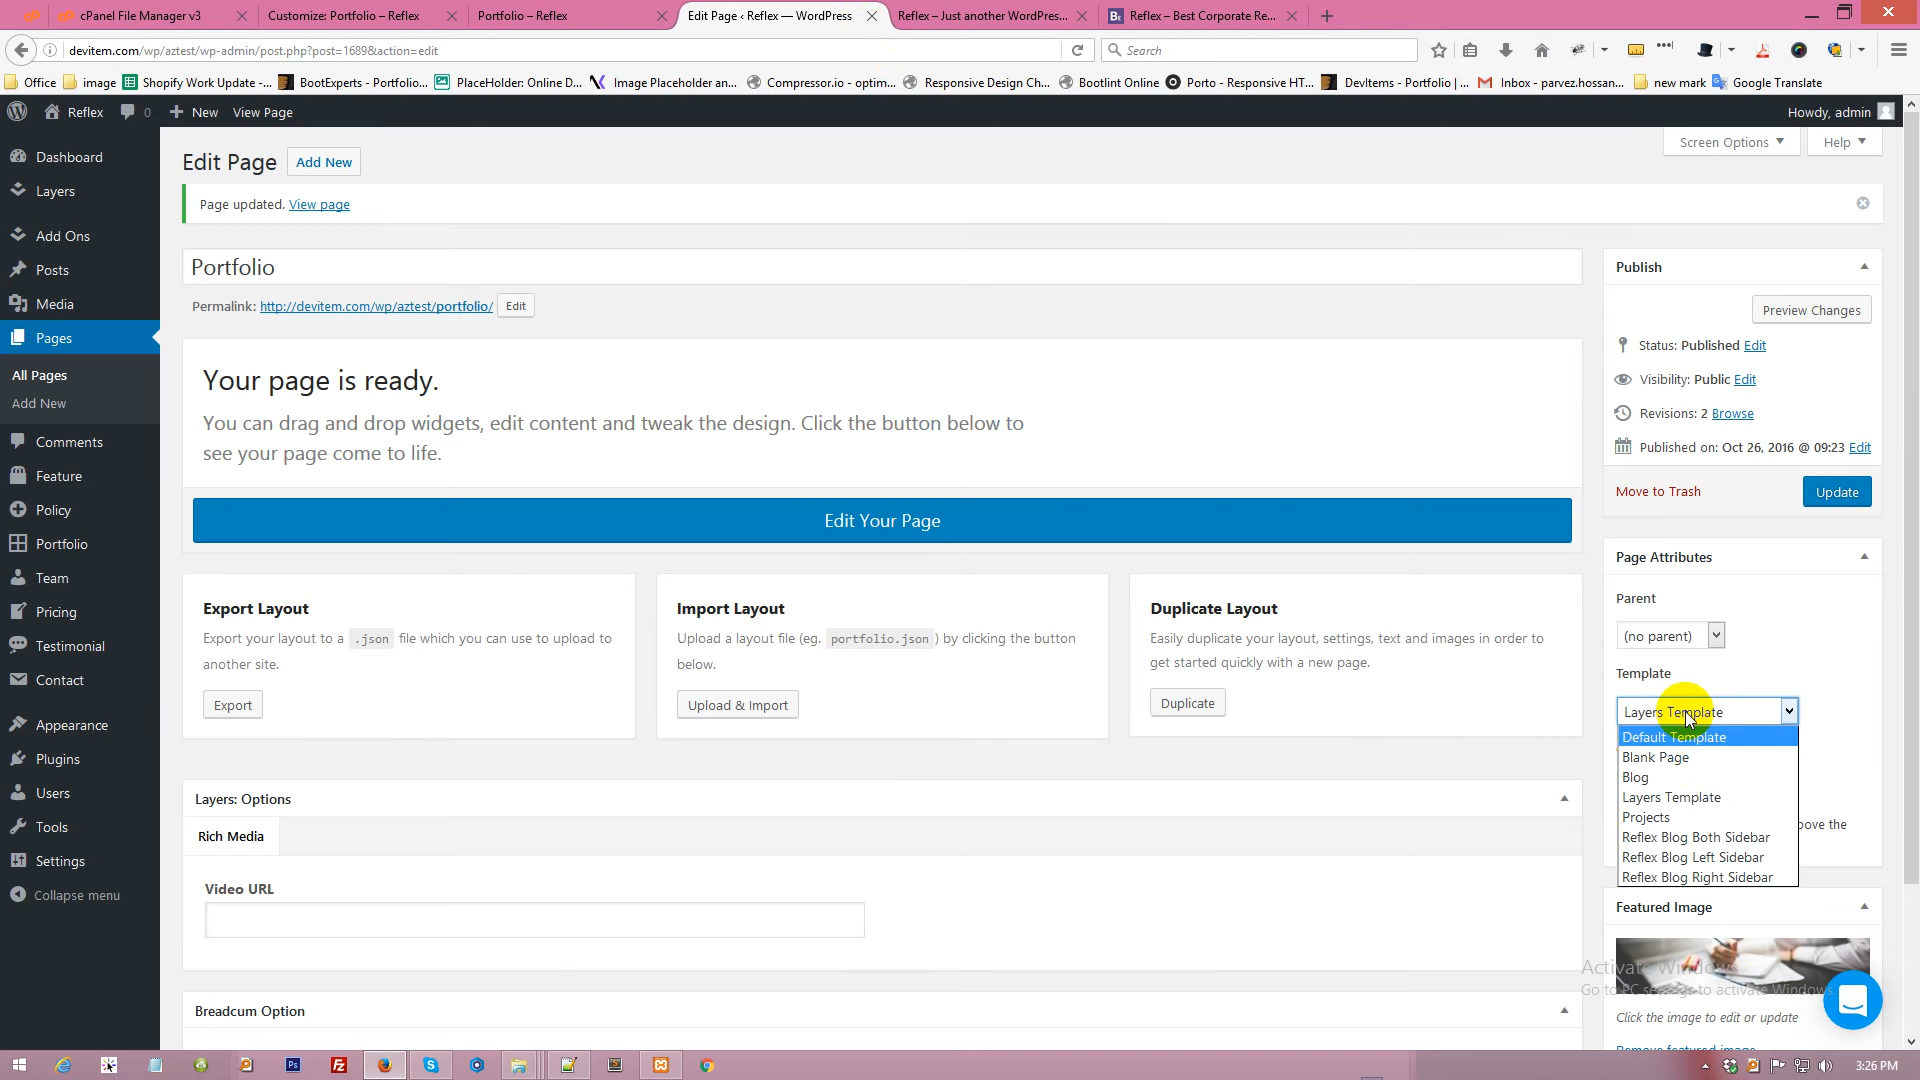 cPanel File Manager v3
Customize: Portfolio – Reflex
Portfolio – Reflex
Edit Page ‹ Reflex — WordPress
Reflex – Just another WordPres...
Reflex – Best Corporate Re...
devitem.com/wp/aztest/wp-admin/post.php?post=1689&action=edit
Search
Office
image
Shopify Work Update -...
BootExperts - Portfolio...
PlaceHolder: Online D...
Image Placeholder an...
Compressor.io - optim...
Responsive Design Ch...
Bootlint Online
Porto - Responsive HT...
DevItems - Portfolio | ...
Inbox - parvez.hossan...
new mark
Google Translate
Reflex
0
New
View Page
Howdy, admin
Dashboard
Layers
Add Ons
Posts
Media
Pages
All Pages
Add New
Comments
Feature
Policy
Portfolio
Team
Pricing
Testimonial
Contact
Appearance
Plugins
Users
Tools
Settings
Collapse menu
Screen Options
Help
Edit Page
Add New
Page updated. View page
Portfolio
Permalink: http://devitem.com/wp/aztest/portfolio/ Edit
Your page is ready.
You can drag and drop widgets, edit content and tweak the design. Click the button below to
see your page come to life.
Edit Your Page
Export Layout
Export your layout to a .json file which you can use to upload to
another site.
Export
Import Layout
Upload a layout file (eg. portfolio.json ) by clicking the button
below.
Upload & Import
Duplicate Layout
Easily duplicate your layout, settings, text and images in order to
get started quickly with a new page.
Duplicate
Layers: Options
Rich Media
Video URL
Breadcum Option
Publish
Preview Changes
Status: Published Edit
Visibility: Public Edit
Revisions: 2 Browse
Published on: Oct 26, 2016 @ 09:23 Edit
Move to Trash
Update
Page Attributes
Parent
(no parent)
Template
Layers Template
Default Template
Blank Page
Blog
Layers Template
Projects
Reflex Blog Both Sidebar
Reflex Blog Left Sidebar
Reflex Blog Right Sidebar
the
Featured Image
Activate Windows
Go to PC settings to activate Windows.
Click the image to edit or update
Remove featured image
3:26 PM